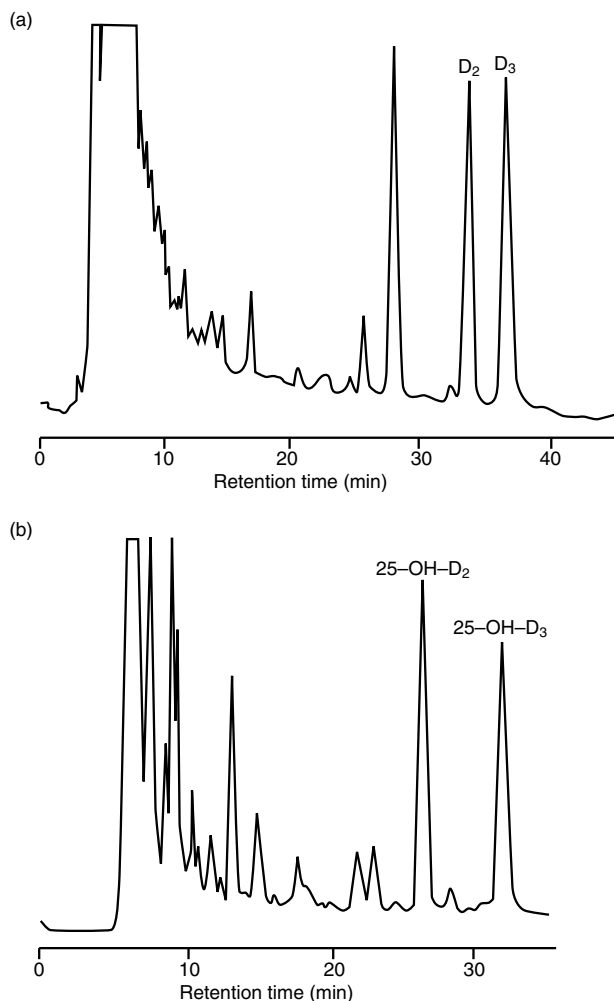 (a)
D₂ D₃
0 10 20 30 40
Retention time (min)
(b)
25–OH–D₂
25–OH–D₃
0 10 20 30
Retention time (min)